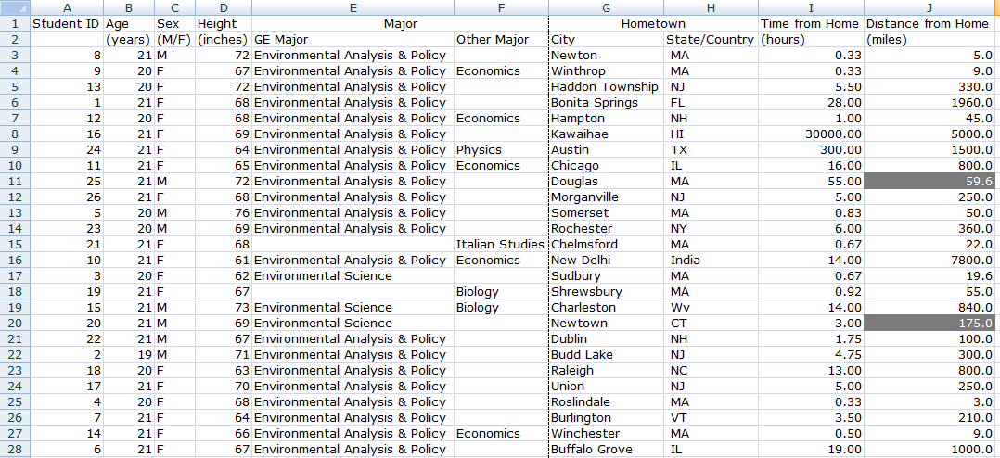 A B C D E F G H I J
1 Student ID Age Sex Height Major Hometown Time from Home Distance from Home
2 (years) (M/F) (inches) GE Major Other Major City State/Country (hours) (miles)
3 8 21 M 72 Environmental Analysis & Policy Newton MA 0.33 5.0
4 9 20 F 67 Environmental Analysis & Policy Economics Winthrop MA 0.33 9.0
5 13 20 F 72 Environmental Analysis & Policy Haddon Township NJ 5.50 330.0
6 1 21 F 68 Environmental Analysis & Policy Bonita Springs FL 28.00 1960.0
7 12 20 F 68 Environmental Analysis & Policy Economics Hampton NH 1.00 45.0
8 16 21 F 69 Environmental Analysis & Policy Kawaihae HI 30000.00 5000.0
9 24 21 F 64 Environmental Analysis & Policy Physics Austin TX 300.00 1500.0
10 11 21 F 65 Environmental Analysis & Policy Economics Chicago IL 16.00 800.0
11 25 21 M 72 Environmental Analysis & Policy Douglas MA 55.00 59.6
12 26 21 F 68 Environmental Analysis & Policy Morganville NJ 5.00 250.0
13 5 20 M 76 Environmental Analysis & Policy Somerset MA 0.83 50.0
14 23 20 M 69 Environmental Analysis & Policy Rochester NY 6.00 360.0
15 21 21 F 68 Italian Studies Chelmsford MA 0.67 22.0
16 10 21 F 61 Environmental Analysis & Policy Economics New Delhi India 14.00 7800.0
17 3 20 F 62 Environmental Science Sudbury MA 0.67 19.6
18 19 21 F 67 Biology Shrewsbury MA 0.92 55.0
19 15 21 M 73 Environmental Science Biology Charleston Wv 14.00 840.0
20 20 21 M 69 Environmental Science Newtown CT 3.00 175.0
21 22 21 M 67 Environmental Analysis & Policy Dublin NH 1.75 100.0
22 2 19 M 71 Environmental Analysis & Policy Budd Lake NJ 4.75 300.0
23 18 20 F 63 Environmental Analysis & Policy Raleigh NC 13.00 800.0
24 17 21 F 70 Environmental Analysis & Policy Union NJ 5.00 250.0
25 4 20 F 68 Environmental Analysis & Policy Roslindale MA 0.33 3.0
26 7 21 F 64 Environmental Analysis & Policy Burlington VT 3.50 210.0
27 14 21 F 66 Environmental Analysis & Policy Economics Winchester MA 0.50 9.0
28 6 21 F 67 Environmental Analysis & Policy Buffalo Grove IL 19.00 1000.0